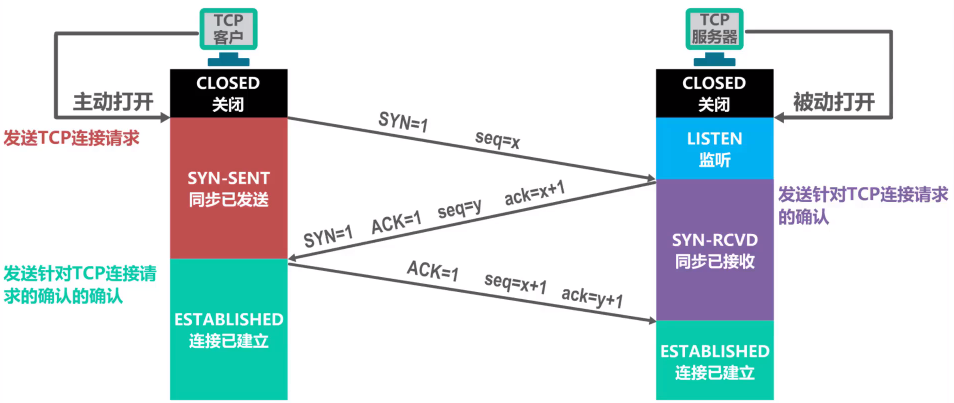 TCP
客户
TCP
服务器
CLOSED
关闭
CLOSED
关闭
主动打开
被动打开
发送TCP连接请求
SYN=1 seq=x
LISTEN
监听
SYN-SENT
同步已发送
SYN=1 ACK=1 seq=y ack=x+1
发送针对TCP连接请求
的确认
SYN-RCVD
同步已接收
发送针对TCP连接请
求的确认的确认
ACK=1 seq=x+1 ack=y+1
ESTABLISHED
连接已建立
ESTABLISHED
连接已建立